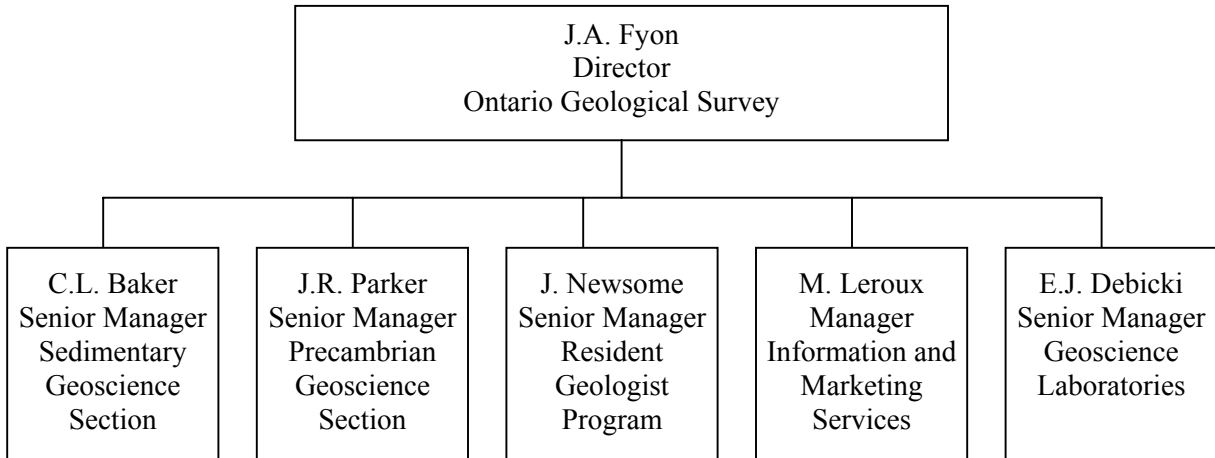 J.A. Fyon
Director
Ontario Geological Survey
C.L. Baker
Senior Manager
Sedimentary
Geoscience
Section
J.R. Parker
Senior Manager
Precambrian
Geoscience
Section
J. Newsome
Senior Manager
Resident
Geologist
Program
M. Leroux
Manager
Information and
Marketing
Services
E.J. Debicki
Senior Manager
Geoscience
Laboratories